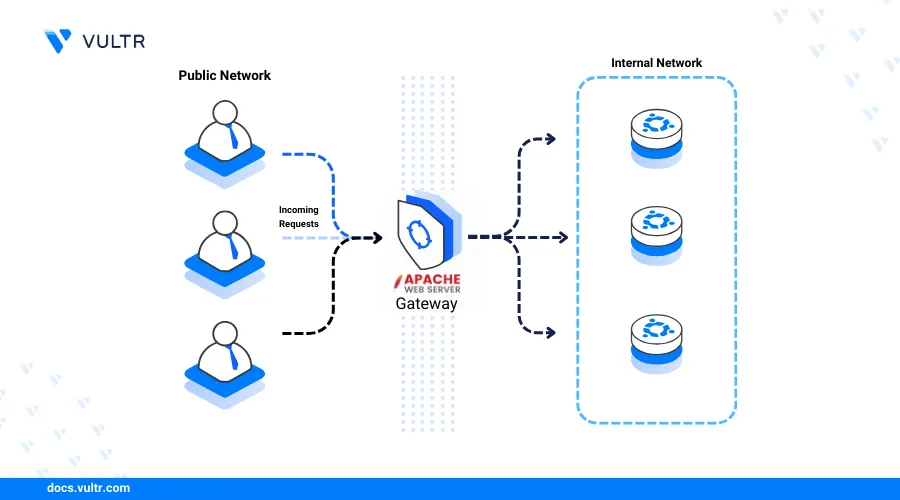 VULTR
Public Network
Internal Network
Incoming
Requests
APACHE
WEB SERVER
Gateway
docs.vultr.com